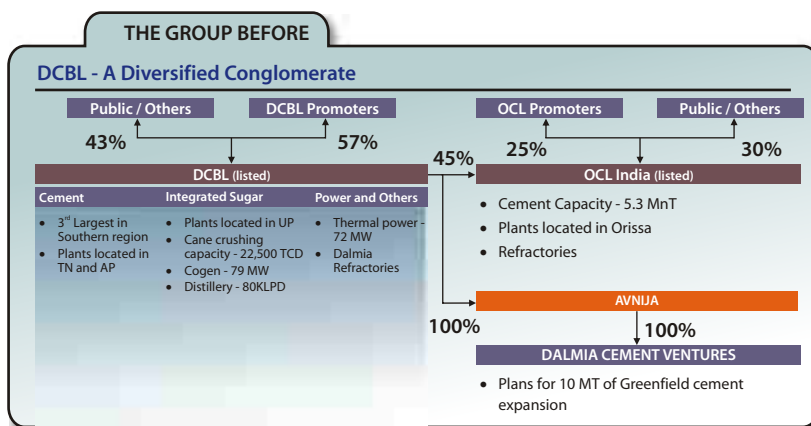 THE GROUP BEFORE
DCBL - A Diversified Conglomerate
Public / Others
DCBL Promoters
OCL Promoters
Public / Others
43%
57%
25%
30%
DCBL (listed)
45%
OCL India (listed)
Cement
• 3rd Largest in
Southern region
• Plants located in
TN and AP
Integrated Sugar
• Plants located in UP
• Cane crushing
capacity - 22,500 TCD
• Cogen - 79 MW
• Distillery - 80KLPD
Power and Others
• Thermal power -
72 MW
• Dalmia
Refractories
• Cement Capacity - 5.3 MnT
• Plants located in Orissa
• Refractories
100%
AVNIJA
100%
DALMIA CEMENT VENTURES
• Plans for 10 MT of Greenfield cement
expansion